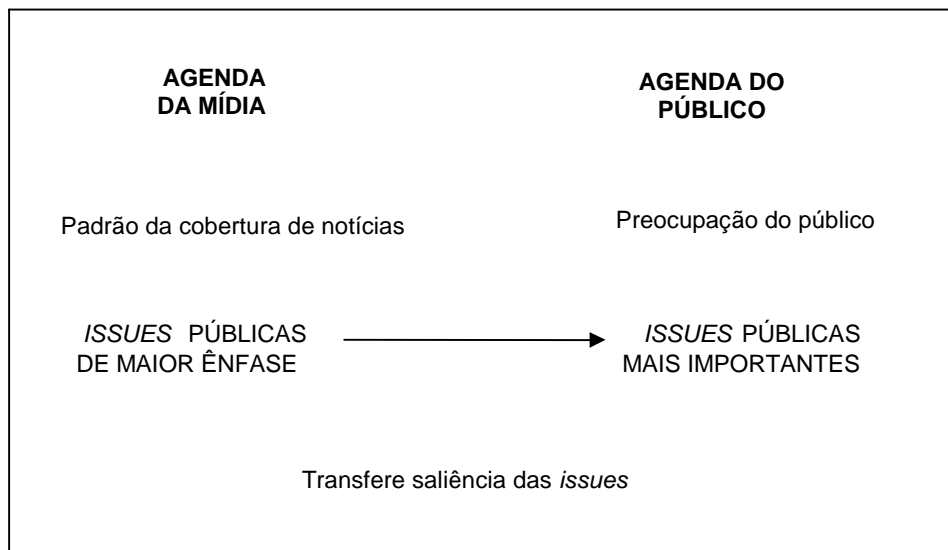 AGENDA
DA MÍDIA
AGENDA DO
PÚBLICO
Padrão da cobertura de notícias
Preocupação do público
ISSUES PÚBLICAS
DE MAIOR ÊNFASE
ISSUES PÚBLICAS
MAIS IMPORTANTES
Transfere saliência das issues